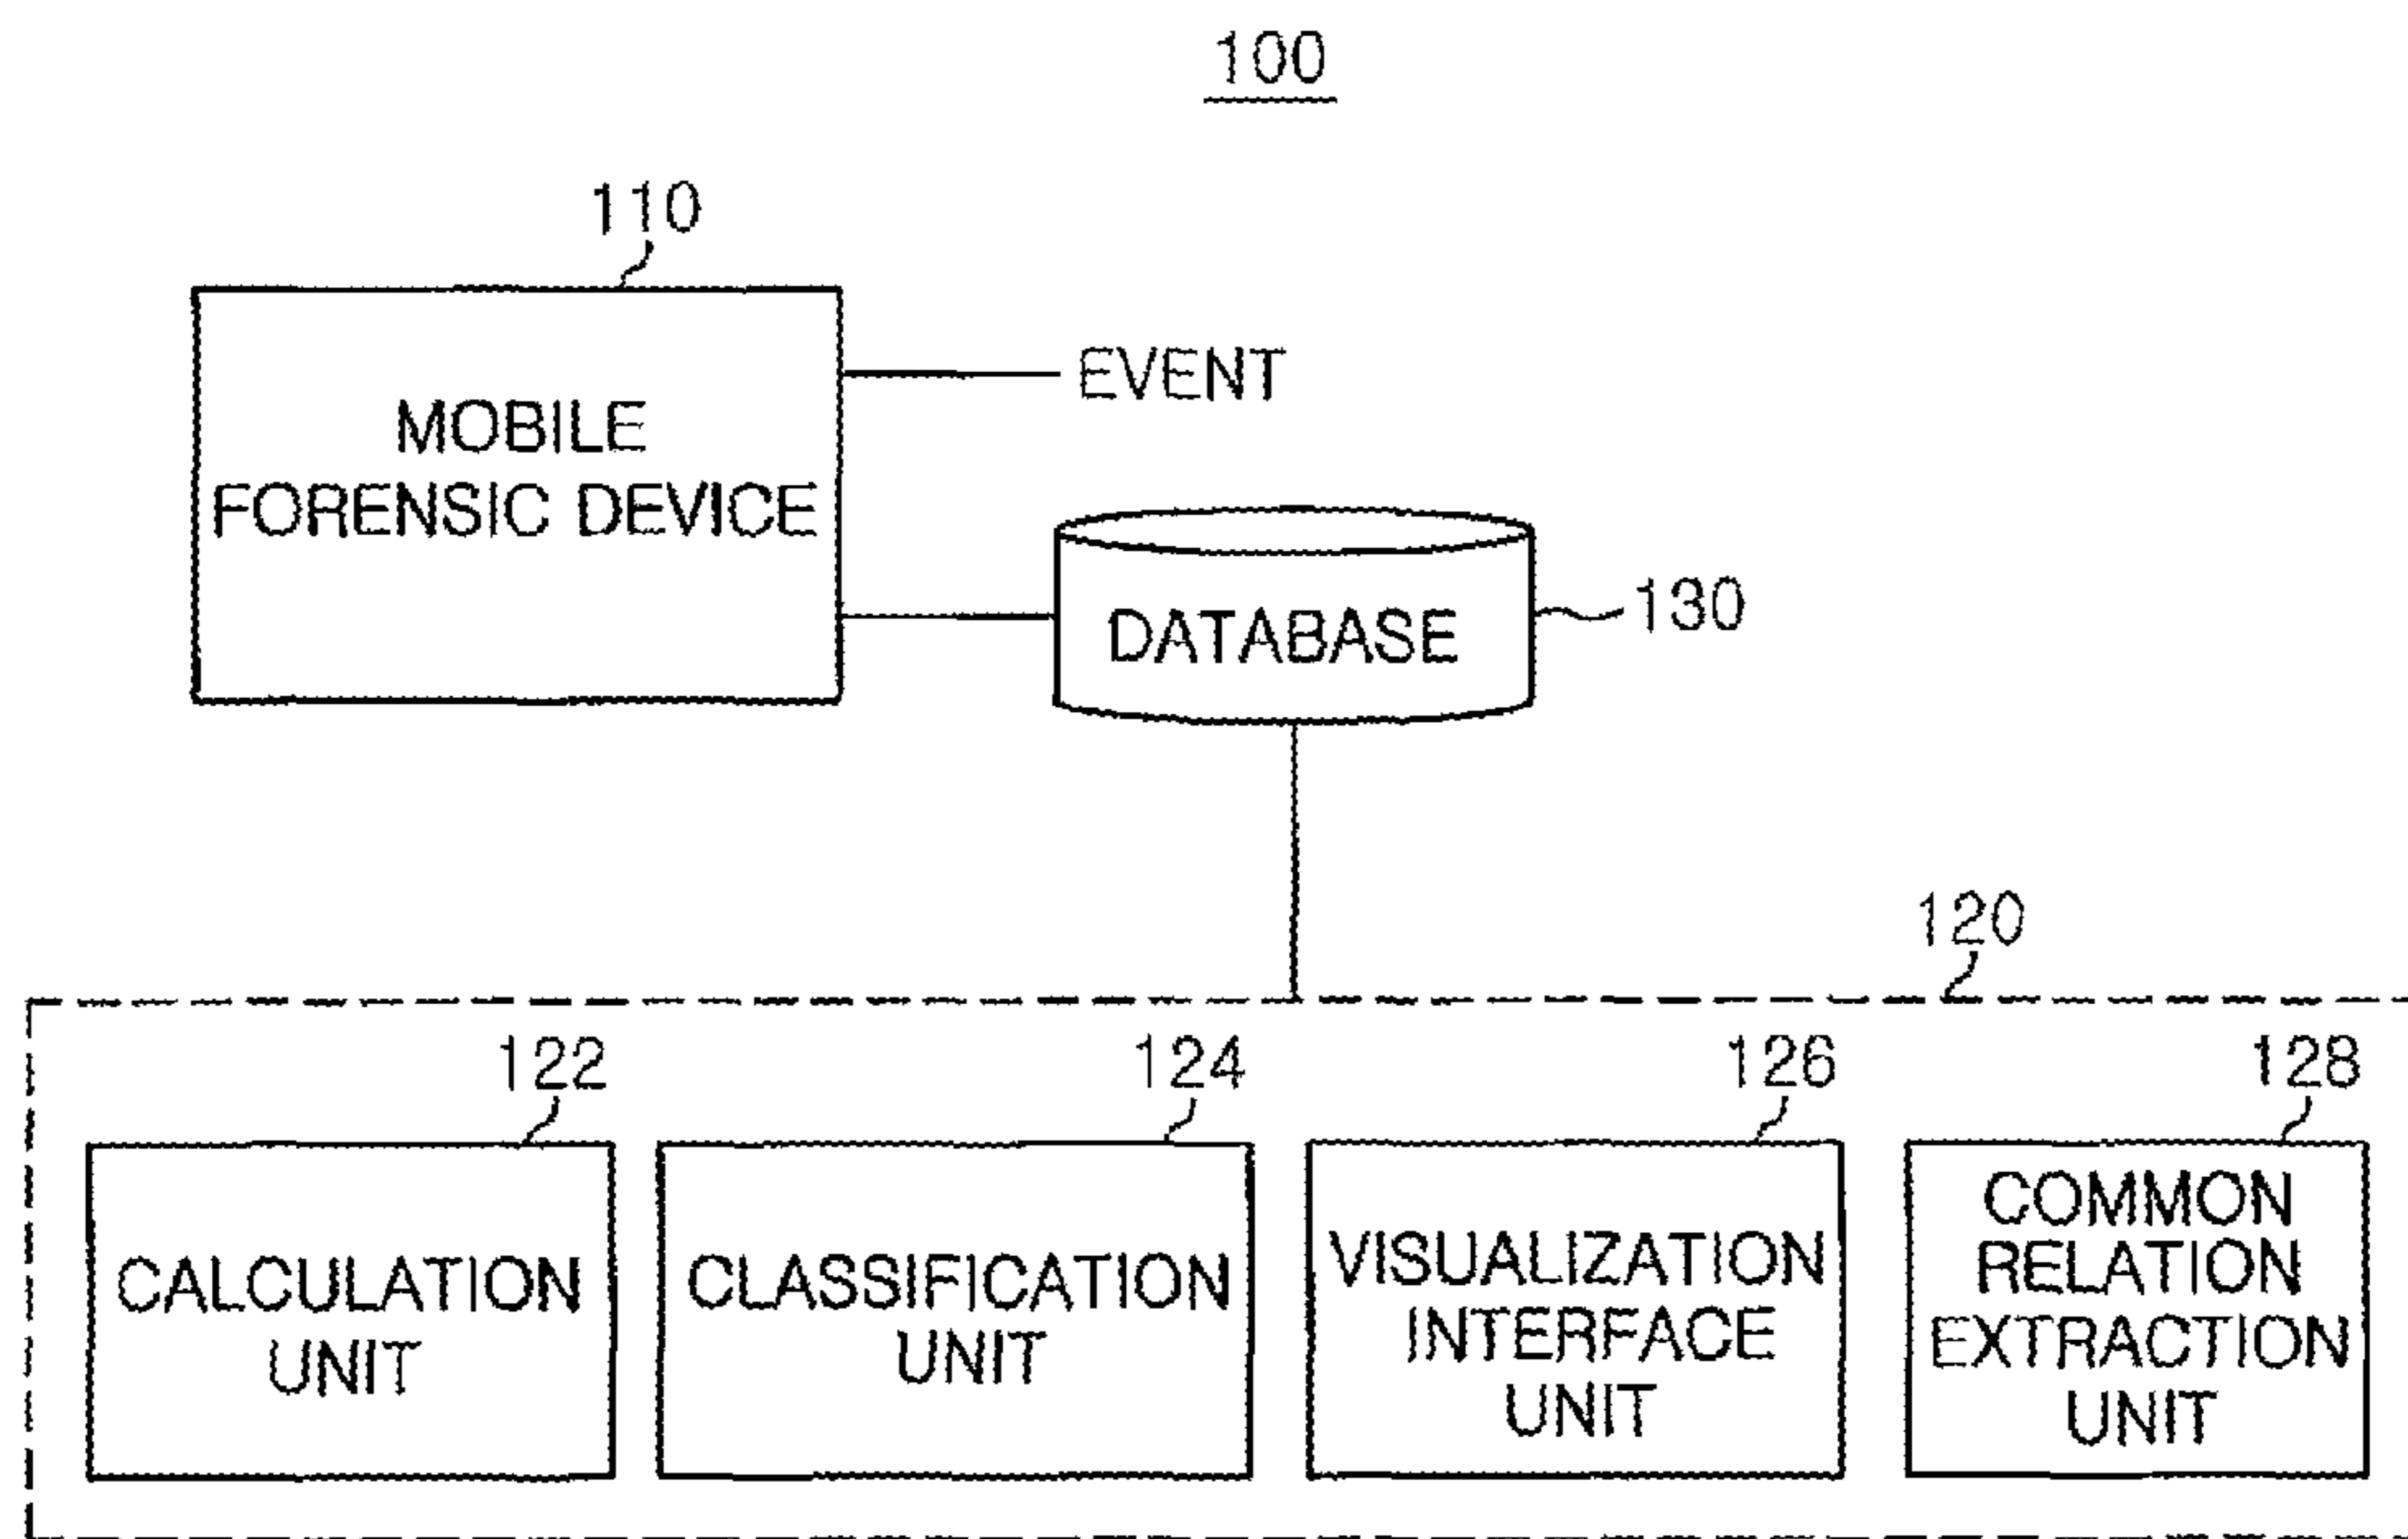 100
110
MOBILE
FORENSIC DEVICE
EVENT
DATABASE
130
120
122
CALCULATION
UNIT
124
CLASSIFICATION
UNIT
126
VISUALIZATION
INTERFACE
UNIT
128
COMMON
RELATION
EXTRACTION
UNIT